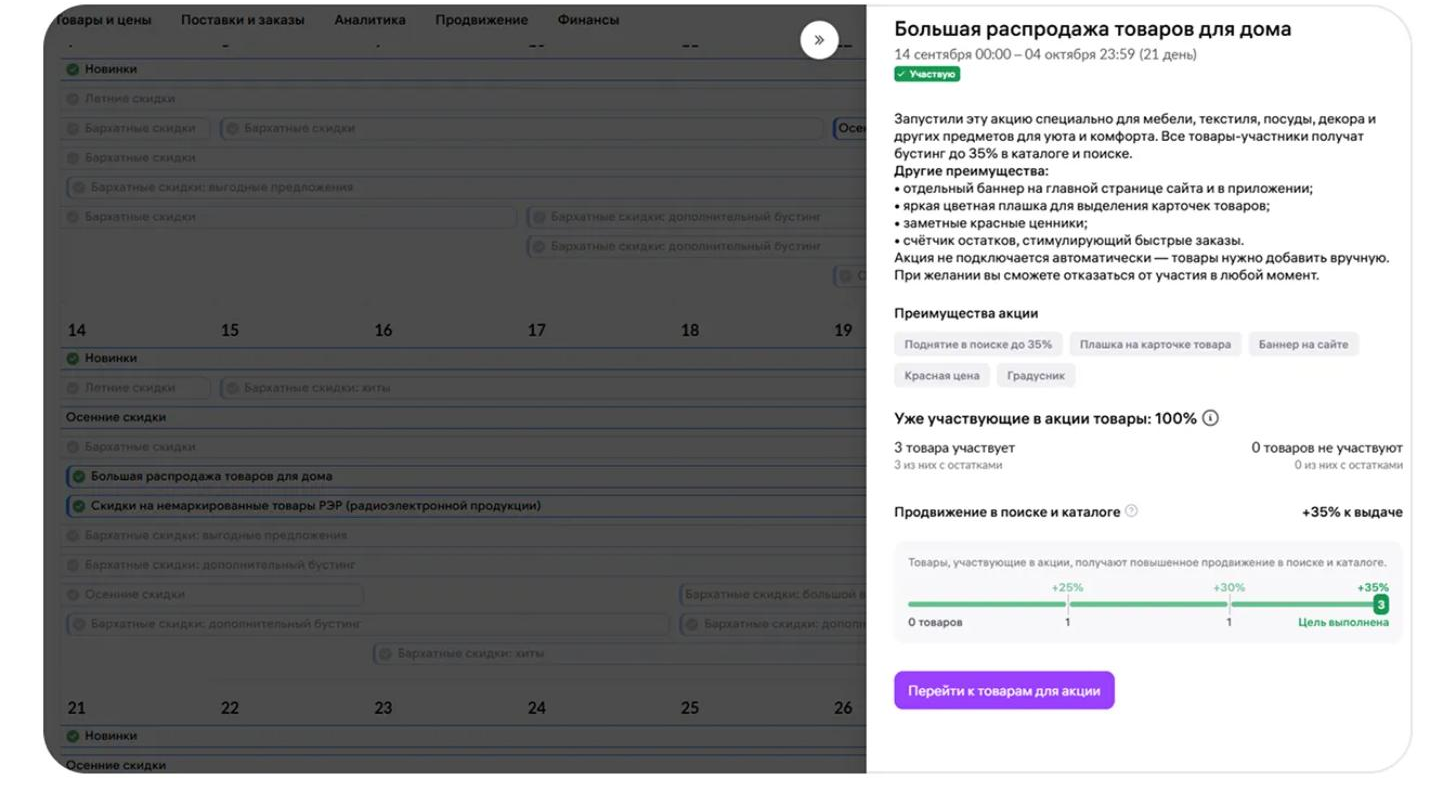 товары и цены Поставки и заказы Аналитика Продвижение Финансы
Новинки
Летние скидки
Бархатные скидки Бархатные скидки
Бархатные скидки
Бархатные скидки: выгодные предложения
Бархатные скидки Бархатные скидки: дополнительный бустинг
Бархатные скидки: дополнительный бустинг
14 15 16 17 18 19
Новинки
Летние скидки Бархатные скидки: хиты
Осенние скидки
Бархатные скидки
Большая распродажа товаров для дома
Скидки на немаркированные товары РЭР (радиоэлектронной продукции)
Бархатные скидки: выгодные предложения
Бархатные скидки: дополнительный бустинг
Осенние скидки Бархатные скидки: большой
Бархатные скидки: дополнительный бустинг Бархатные скидки:
Бархатные скидки: хиты
21 22 23 24 25 26
Новинки
Осенние скидки
Большая распродажа товаров для дома
14 сентября 00:00 – 04 октября 23:59 (21 день)
Участвую
Запустили эту акцию специально для мебели, текстиля, посуды, декора и
других предметов для уюта и комфорта. Все товары-участники получат
бустинг до 35% в каталоге и поиске.
Другие преимущества:
• отдельный баннер на главной странице сайта и в приложении;
• яркая цветная плашка для выделения карточек товаров;
• заметные красные ценники;
• счётчик остатков, стимулирующий быстрые заказы.
Акция не подключается автоматически — товары нужно добавить вручную.
При желании вы сможете отказаться от участия в любой момент.
Преимущества акции
Поднятие в поиске до 35% Плашка на карточке товара Баннер на сайте
Красная цена Градусник
Уже участвующие в акции товары: 100%
3 товара участвует 0 товаров не участвуют
3 из них с остатками 0 из них с остатками
Продвижение в поиске и каталоге +35% к выдаче
Товары, участвующие в акции, получают повышенное продвижение в поиске и каталоге.
+25% +30% +35%
3
0 товаров 1 1 Цель выполнена
Перейти к товарам для акции